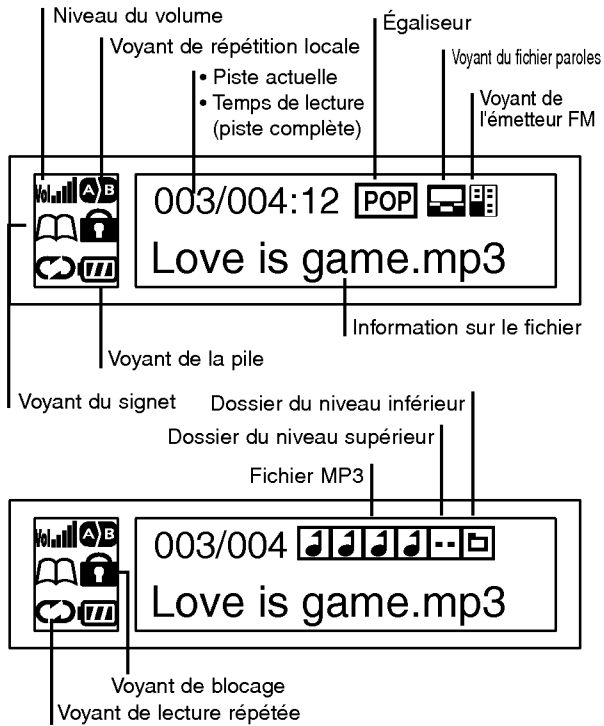 Niveau du volume
Voyant de répétition locale
• Piste actuelle
• Temps de lecture
(piste complète)
Égaliseur
Voyant du fichier paroles
Voyant de
l'émetteur FM
Vol A B
003/004:12 POP
Love is game.mp3
Information sur le fichier
Voyant de la pile
Voyant du signet
Dossier du niveau inférieur
Dossier du niveau supérieur
Fichier MP3
Vol A B
003/004
Love is game.mp3
Voyant de blocage
Voyant de lecture répétée